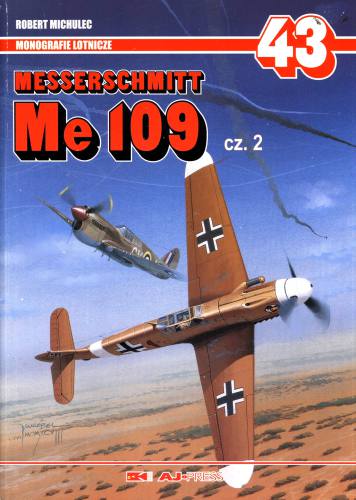 ROBERT MICHULEC
MONOGRAFIE LOTNICZE
43
MESSERSCHMITT
Me 109
cz. 2
AJ-PRESS